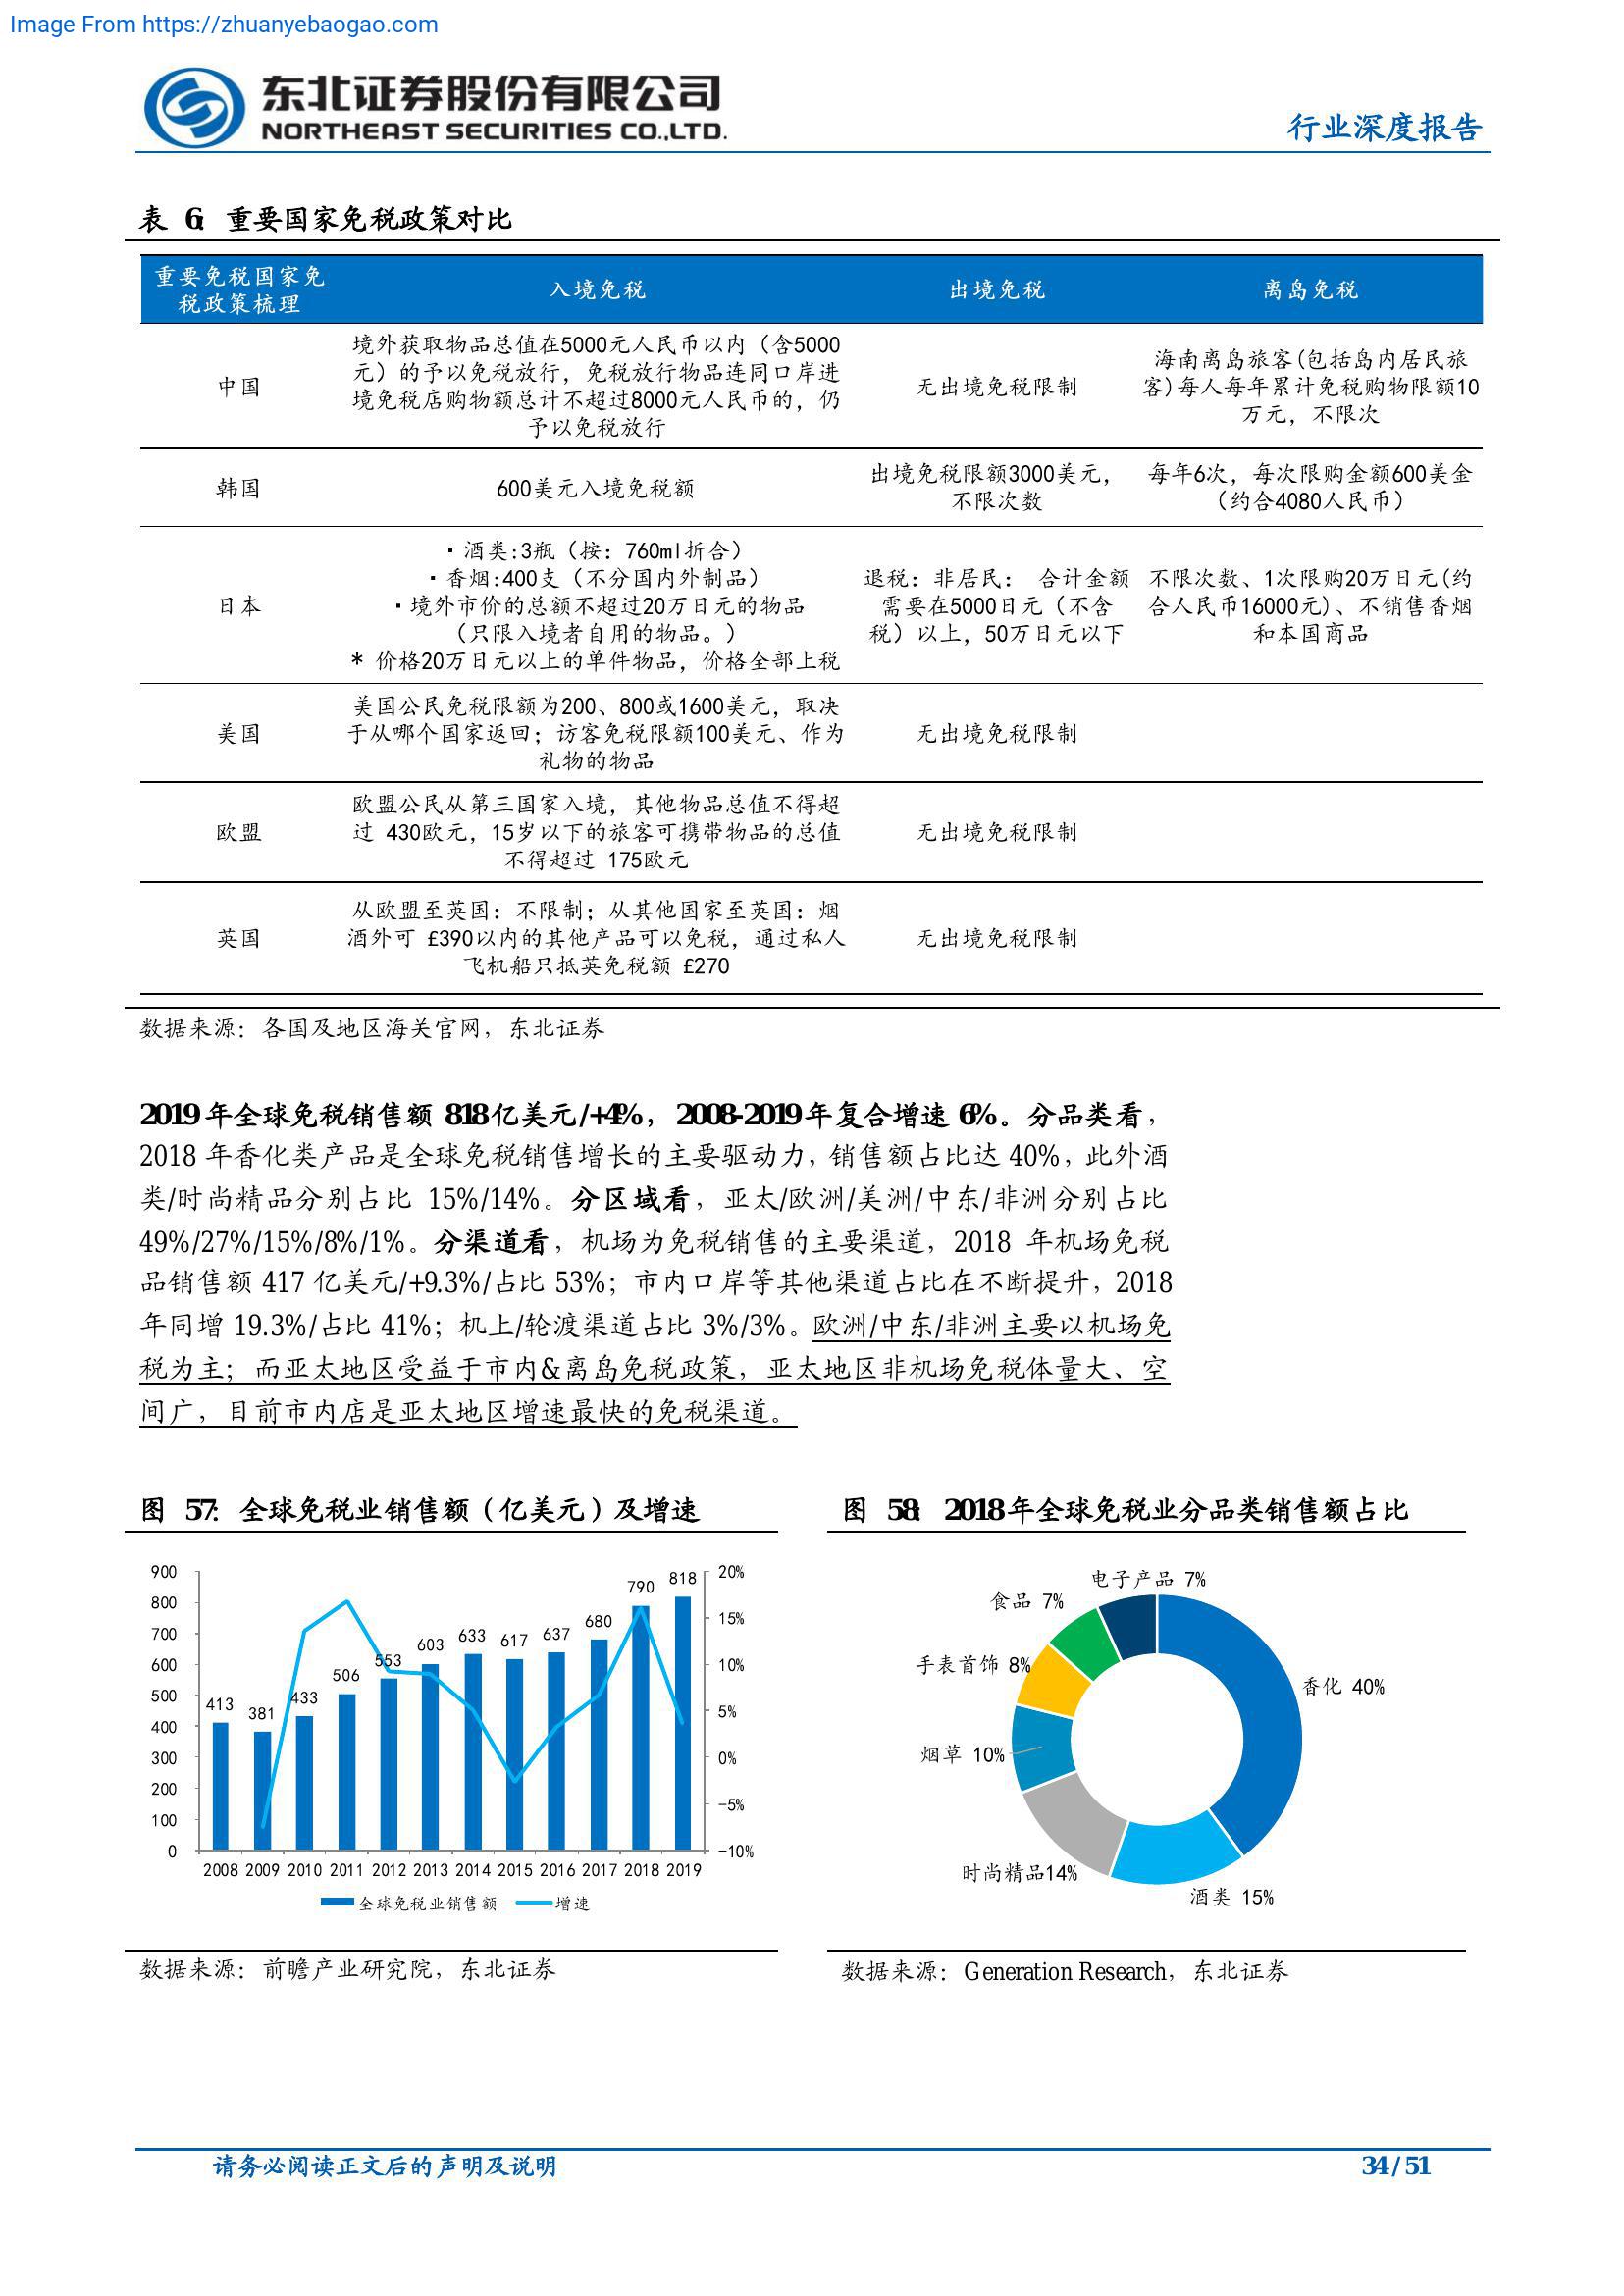 Image From https://zhuanyebaogao.com
东北证券股份有限公司
NORTHEAST SECURITIES CO.,LTD.
行业深度报告
表 6: 重要国家免税政策对比
重要免税国家免
税政策梳理
入境免税
出境免税
离岛免税
中国
境外获取物品总值在5000元人民币以内（含5000
元）的予以免税放行，免税放行物品连同口岸进
境免税店购物额总计不超过8000元人民币的，仍
予以免税放行
无出境免税限制
海南离岛旅客(包括岛内居民旅
客)每人每年累计免税购物限额10
万元，不限次
韩国
600美元入境免税额
出境免税限额3000美元，
不限次数
每年6次，每次限购金额600美金
（约合4080人民币）
日本
·酒类:3瓶（按：760ml折合）
·香烟:400支（不分国内外制品）
·境外市价的总额不超过20万日元的物品
（只限入境者自用的物品。）
* 价格20万日元以上的单件物品，价格全部上税
退税：非居民： 合计金额
需要在5000日元（不含
税）以上，50万日元以下
不限次数、1次限购20万日元(约
合人民币16000元)、不销售香烟
和本国商品
美国
美国公民免税限额为200、800或1600美元，取决
于从哪个国家返回；访客免税限额100美元、作为
礼物的物品
无出境免税限制
欧盟
欧盟公民从第三国家入境，其他物品总值不得超
过 430欧元，15岁以下的旅客可携带物品的总值
不得超过 175欧元
无出境免税限制
英国
从欧盟至英国：不限制；从其他国家至英国：烟
酒外可 £390以内的其他产品可以免税，通过私人
飞机船只抵英免税额 £270
无出境免税限制
数据来源：各国及地区海关官网，东北证券
2019年全球免税销售额 818亿美元/+4%，2008-2019年复合增速 6%。分品类看，
2018 年香化类产品是全球免税销售增长的主要驱动力，销售额占比达 40%，此外酒
类/时尚精品分别占比 15%/14%。分区域看，亚太/欧洲/美洲/中东/非洲分别占比
49%/27%/15%/8%/1%。分渠道看，机场为免税销售的主要渠道，2018 年机场免税
品销售额 417 亿美元/+9.3%/占比 53%；市内口岸等其他渠道占比在不断提升，2018
年同增 19.3%/占比 41%；机上/轮渡渠道占比 3%/3%。欧洲/中东/非洲主要以机场免
税为主；而亚太地区受益于市内&离岛免税政策，亚太地区非机场免税体量大、空
间广，目前市内店是亚太地区增速最快的免税渠道。
图 57: 全球免税业销售额（亿美元）及增速
900
800
700
600
500
400
300
200
100
0
413
381
433
506
553
603
633
617
637
680
790
818
20%
15%
10%
5%
0%
-5%
-10%
2008 2009 2010 2011 2012 2013 2014 2015 2016 2017 2018 2019
全球免税业销售额
增速
数据来源：前瞻产业研究院，东北证券
图 58: 2018年全球免税业分品类销售额占比
电子产品 7%
食品 7%
手表首饰 8%
香化 40%
烟草 10%
时尚精品14%
酒类 15%
数据来源：Generation Research，东北证券
请务必阅读正文后的声明及说明
34 / 51